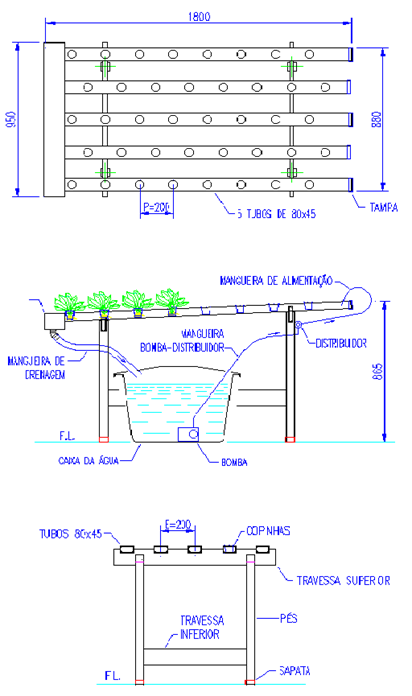 1800
950
880
P=200
5 TUBOS DE 80x45
TAMPA
MANGUEIRA DE ALIMENTAÇÃO
MANGUEIRA
BOMBA-DISTRIBUIDOR
DISTRIBUIDOR
MANGUEIRA DE
DRENAGEM
865
F.L.
CAIXA DA ÁGUA
BOMBA
E=200
TUBOS 80x45
COPINHAS
TRAVESSA SUPERIOR
TRAVESSA
INFERIOR
PÉS
F.L.
SAPATA